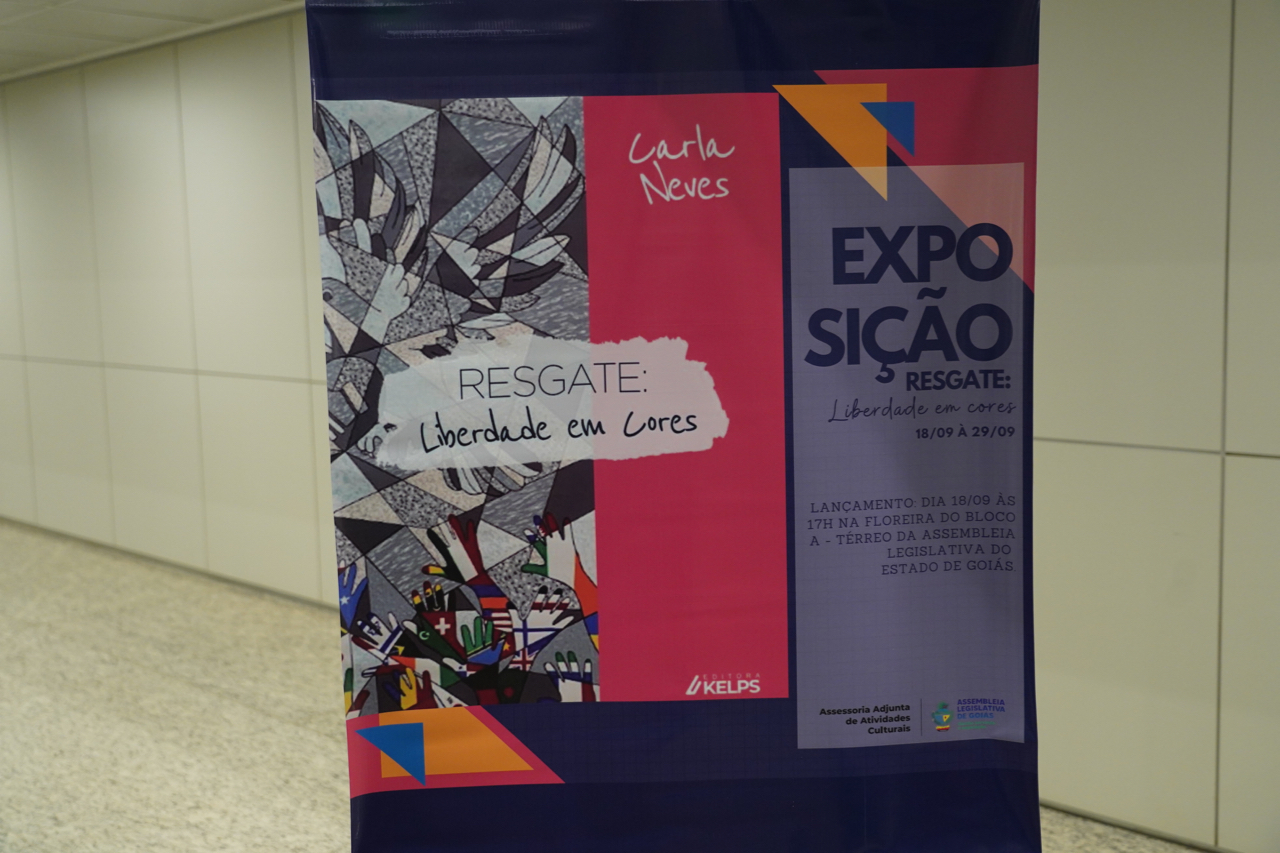 Carla
Neves
RESGATE:
Liberdade em Cores
EDITORA
KELPS
EXPO
SIÇÃO
RESGATE:
Liberdade em cores
18/09 À 29/09
LANÇAMENTO: DIA 18/09 ÀS
17H NA FLOREIRA DO BLOCO
A - TÉRREO DA ASSEMBLEIA
LEGISLATIVA DO
ESTADO DE GOIÁS.
Assessoria Adjunta
de Atividades
Culturais
ASSEMBLEIA
LEGISLATIVA
DE GOIÁS